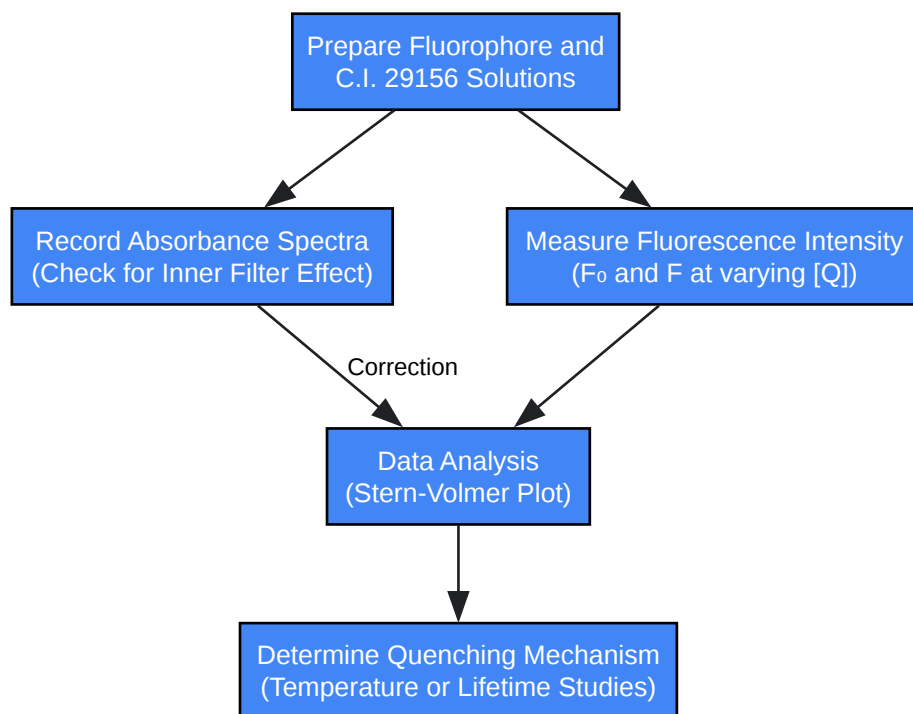 Prepare Fluorophore and
C.I. 29156 Solutions
Record Absorbance Spectra
(Check for Inner Filter Effect)
Measure Fluorescence Intensity
(F₀ and F at varying [Q])
Correction
Data Analysis
(Stern-Volmer Plot)
Determine Quenching Mechanism
(Temperature or Lifetime Studies)